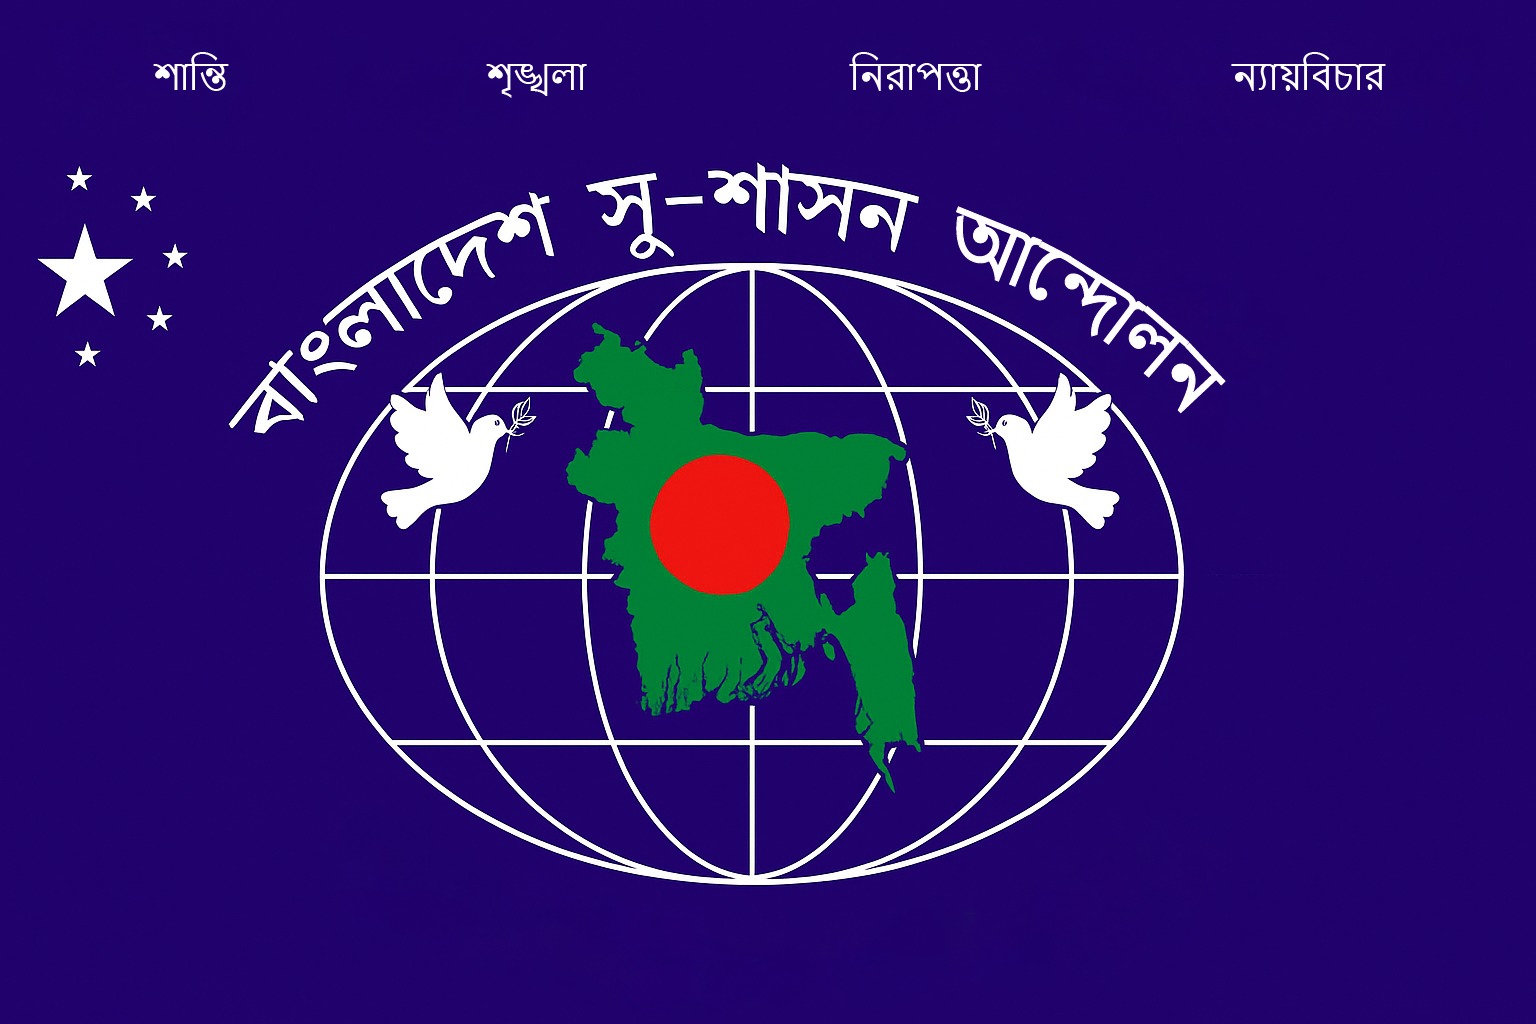 শান্তি শৃঙ্খলা নিরাপত্তা ন্যায়বিচার
বাংলাদেশ সু-শাসন আন্দোলন